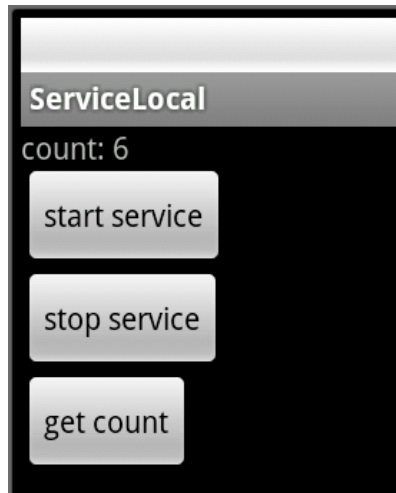 ServiceLocal
count: 6
start service
stop service
get count